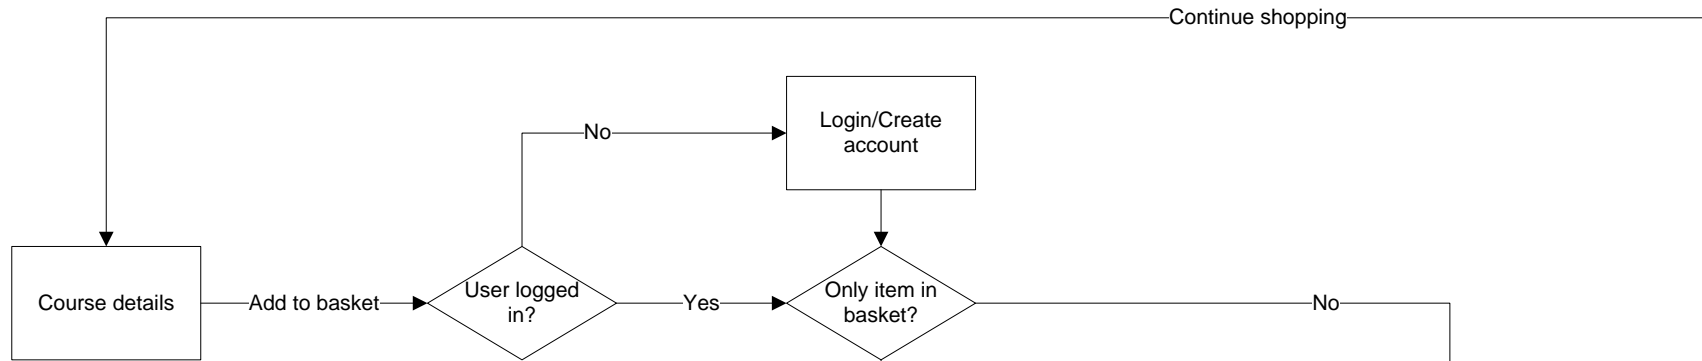 Continue shopping
Login/Create
account
No
Course details
Add to basket
User logged
in?
Yes
Only item in
basket?
No